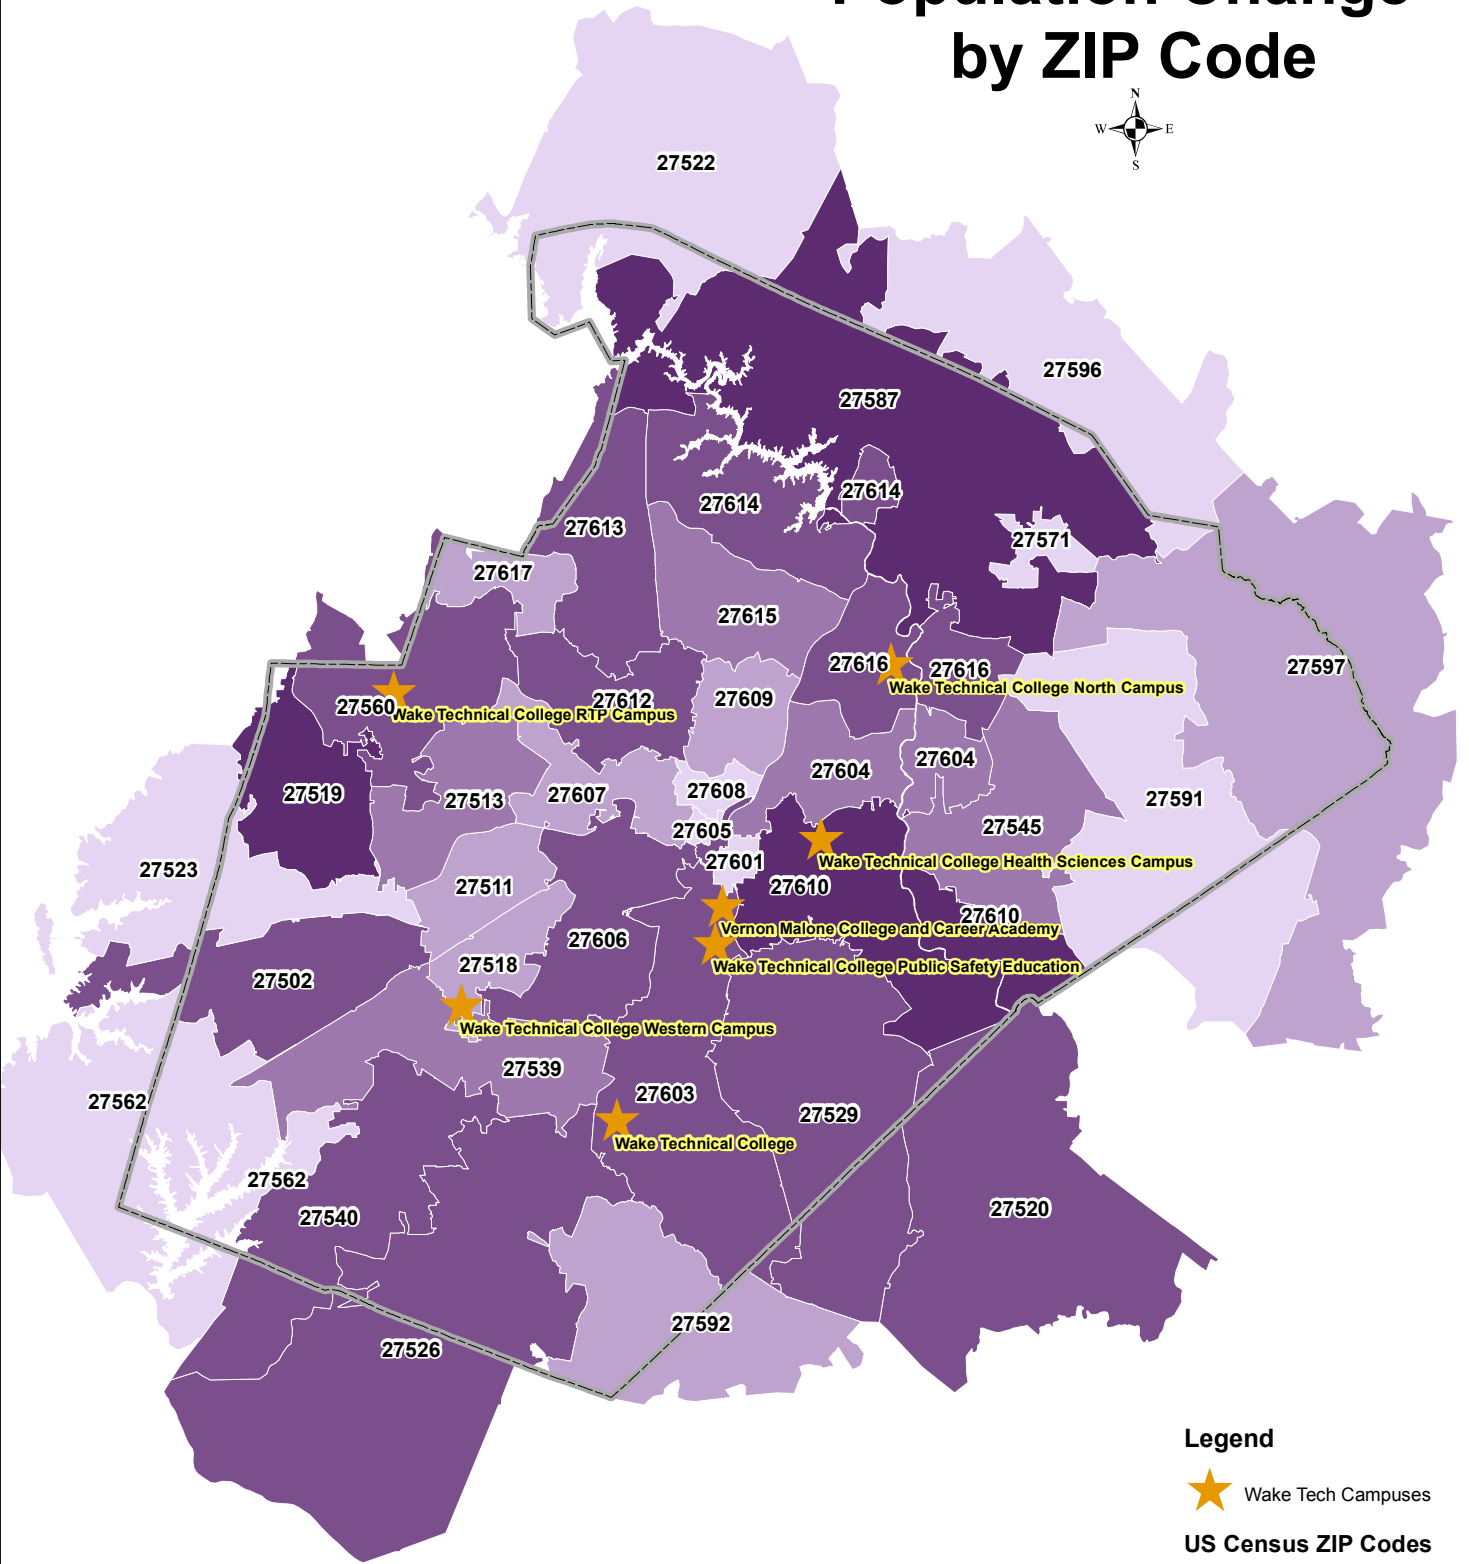 Population Change
by ZIP Code
N
W E
S
27522
27596
27587
27614
27614
27613
27571
27617
27615
27597
27616
27616
Wake Technical College North Campus
27609
27612
27560
Wake Technical College RTP Campus
27604
27604
27519
27608
27607
27513
27591
27605
27545
27601
Wake Technical College Health Sciences Campus
27523
27511
27610
27610
Vernon Malone College and Career Academy
27606
27518
Wake Technical College Public Safety Education
27502
Wake Technical College Western Campus
27539
27603
27562
27529
Wake Technical College
27562
27540
27520
27592
27526
Legend
Wake Tech Campuses
US Census ZIP Codes